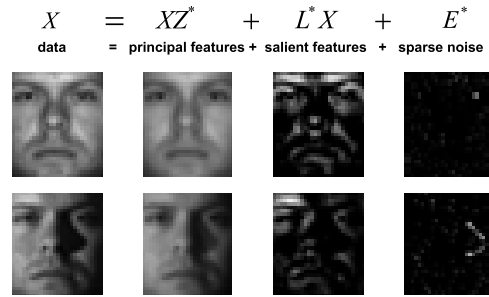 X = XZ* + L*X + E*
data = principal features + salient features + sparse noise